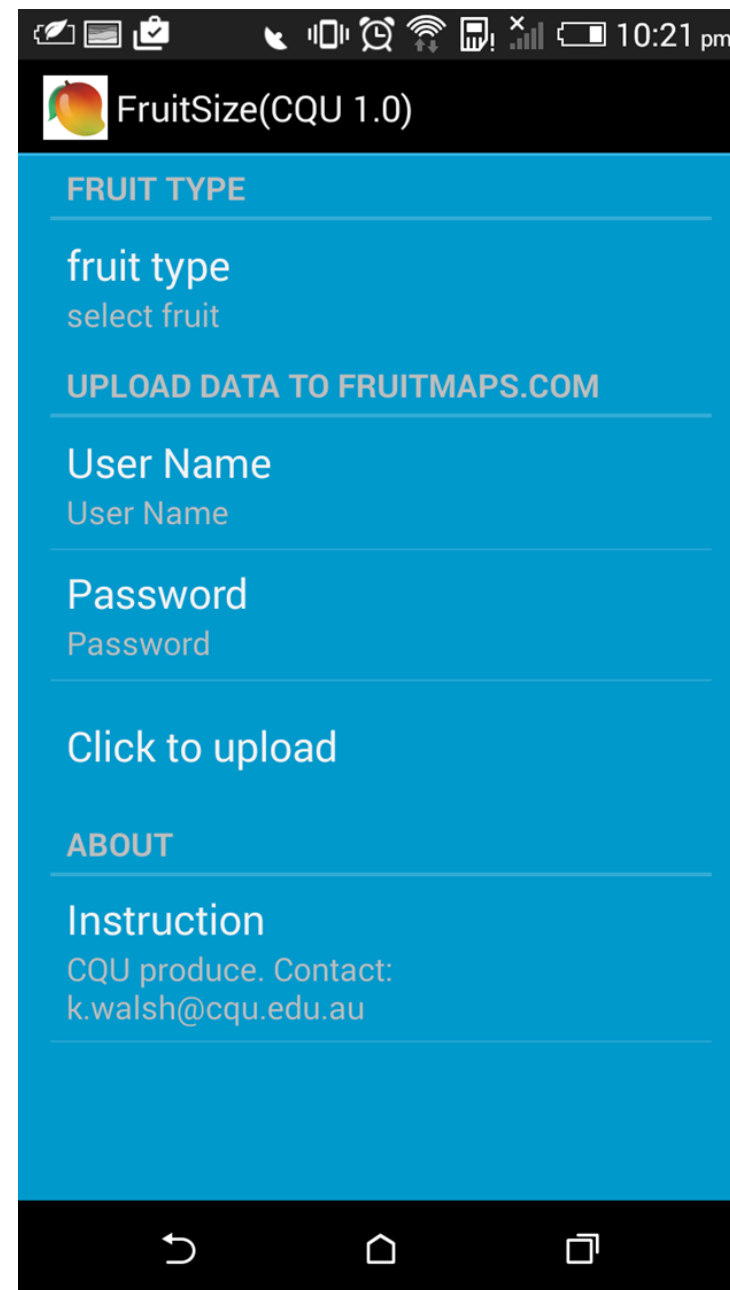 10:21 pm
FruitSize(CQU 1.0)
FRUIT TYPE
fruit type
select fruit
UPLOAD DATA TO FRUITMAPS.COM
User Name
User Name
Password
Password
Click to upload
ABOUT
Instruction
CQU produce. Contact:
k.walsh@cqu.edu.au